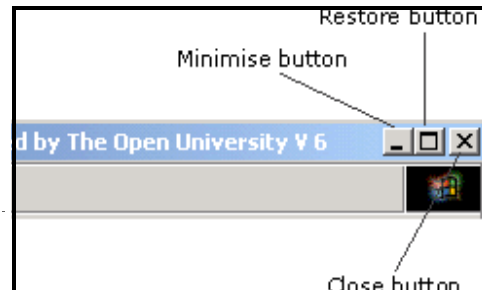 Restore button
Minimise button
d by The Open University V 6
Close button